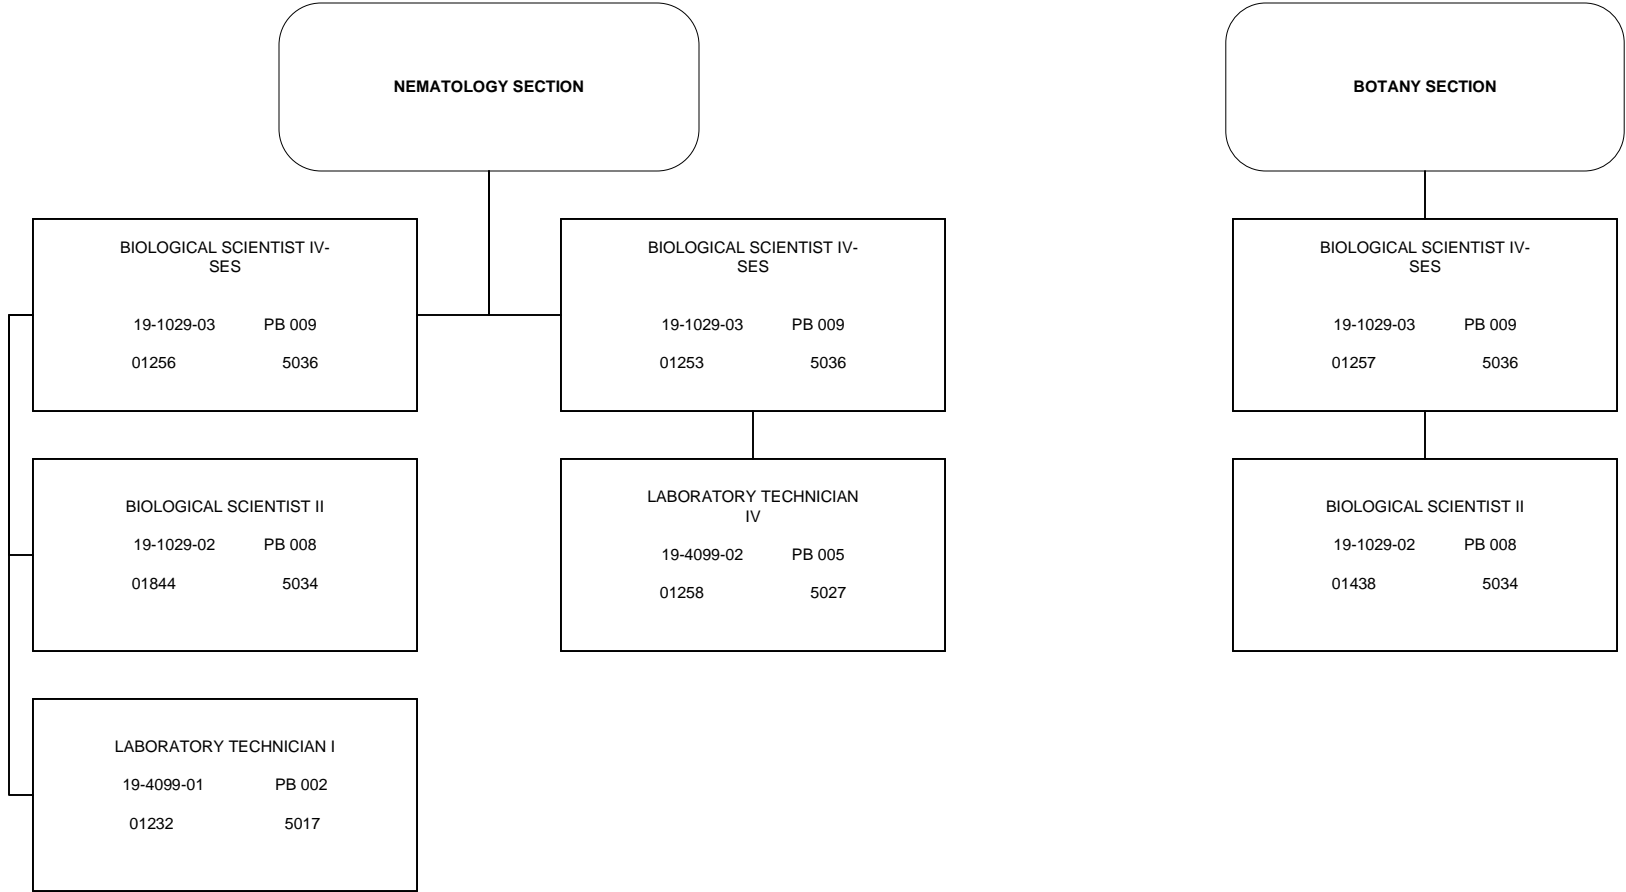 NEMATOLOGY SECTION
BOTANY SECTION
BIOLOGICAL SCIENTIST IV-
SES
19-1029-03 PB 009
01256 5036
BIOLOGICAL SCIENTIST IV-
SES
19-1029-03 PB 009
01253 5036
BIOLOGICAL SCIENTIST IV-
SES
19-1029-03 PB 009
01257 5036
BIOLOGICAL SCIENTIST II
19-1029-02 PB 008
01844 5034
LABORATORY TECHNICIAN
IV
19-4099-02 PB 005
01258 5027
BIOLOGICAL SCIENTIST II
19-1029-02 PB 008
01438 5034
LABORATORY TECHNICIAN I
19-4099-01 PB 002
01232 5017